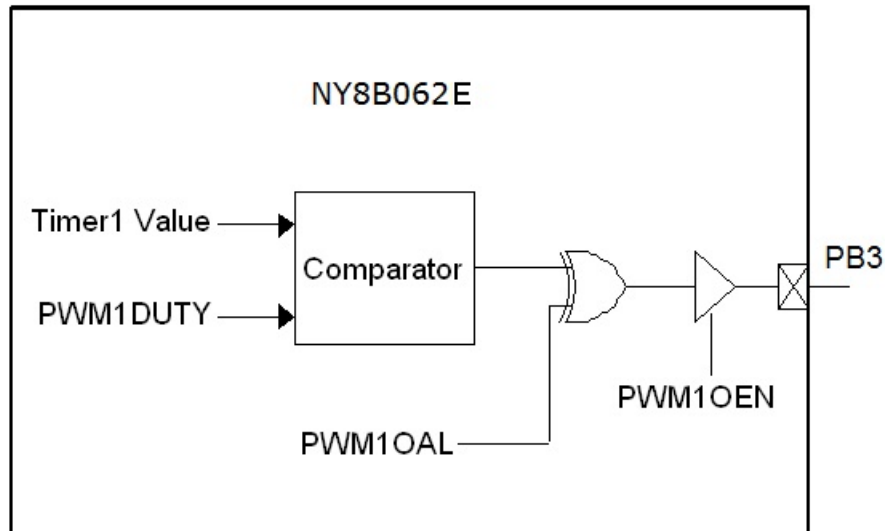 NY8B062E
Timer1 Value
Comparator
PB3
PWM1DUTY
PWM1OEN
PWM1OAL